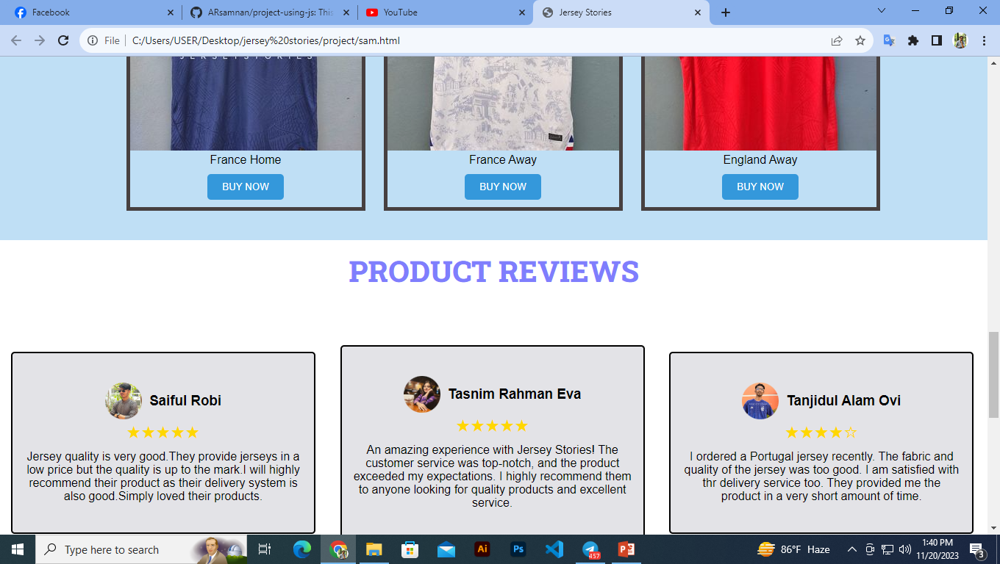 Facebook
ARsamnan/project-using-js: This
YouTube
Jersey Stories
File
C:/Users/USER/Desktop/jersey%20stories/project/sam.html
JERSEYSTORIES
France Home
France Away
England Away
BUY NOW
BUY NOW
BUY NOW
PRODUCT REVIEWS
Saiful Robi
★★★★★
Jersey quality is very good.They provide jerseys in a
low price but the quality is up to the mark.I will highly
recommend their product as their delivery system is
also good.Simply loved their products.
Tasnim Rahman Eva
★★★★★
An amazing experience with Jersey Stories! The
customer service was top-notch, and the product
exceeded my expectations. I highly recommend them
to anyone looking for quality products and excellent
service.
Tanjidul Alam Ovi
★★★★☆
I ordered a Portugal jersey recently. The fabric and
quality of the jersey was too good. I am satisfied with
thr delivery service too. They provided me the
product in a very short amount of time.
Type here to search
Ai
Ps
457
86°F Haze
1:40 PM
11/20/2023
3